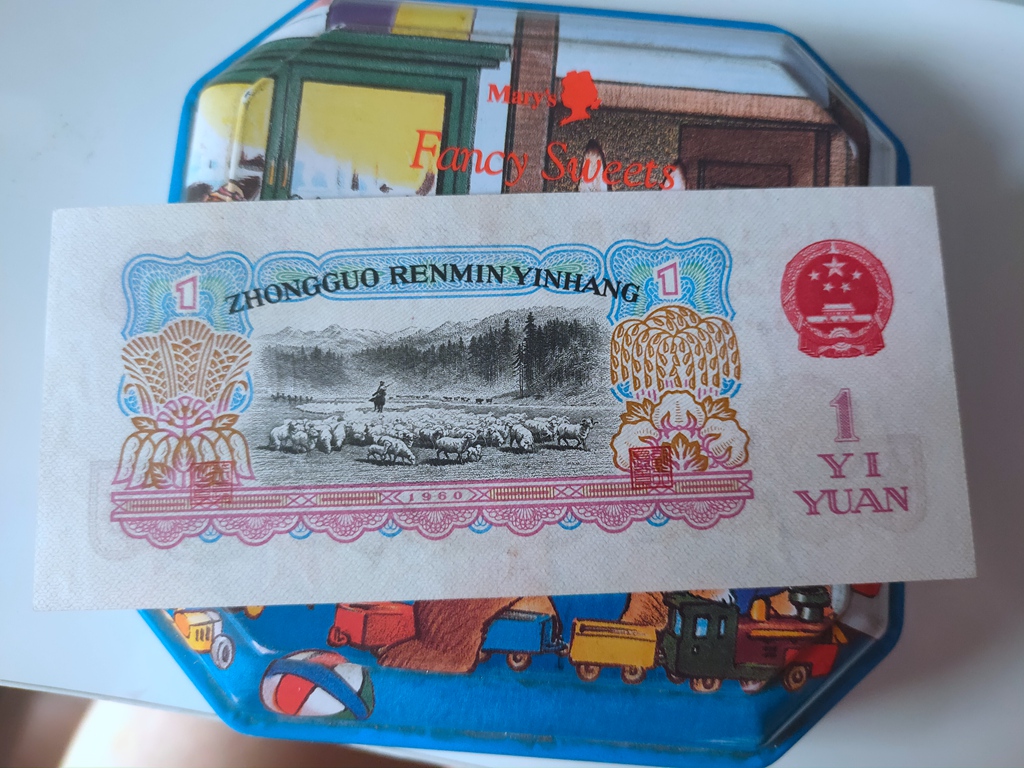 Mary's
Fancy Sweets
1
ZHONGGUO RENMIN YINHANG
1
1960
1
YI
YUAN